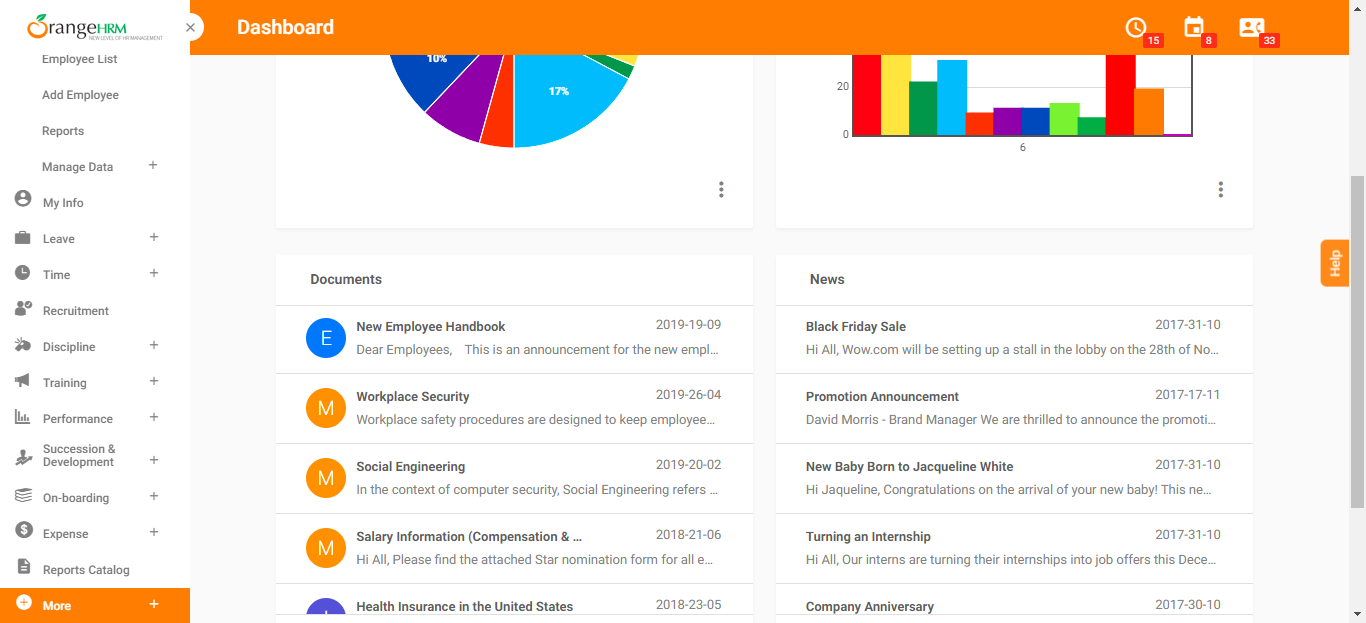 OrangeHRM
NEW LEVEL OF HR MANAGEMENT
Dashboard
15
8
33
Employee List
Add Employee
Reports
Manage Data +
My Info
Leave +
Time +
Recruitment
Discipline +
Training +
Performance +
Succession &
Development +
On-boarding +
Expense +
Reports Catalog
More +
10%
17%
20
0
6
Help
Documents
E
New Employee Handbook 2019-19-09
Dear Employees, This is an announcement for the new empl...
M
Workplace Security 2019-26-04
Workplace safety procedures are designed to keep employee...
M
Social Engineering 2019-20-02
In the context of computer security, Social Engineering refers ...
M
Salary Information (Compensation & ... 2018-21-06
Hi All, Please find the attached Star nomination form for all e...
Health Insurance in the United States 2018-23-05
News
Black Friday Sale 2017-31-10
Hi All, Wow.com will be setting up a stall in the lobby on the 28th of No...
Promotion Announcement 2017-17-11
David Morris - Brand Manager We are thrilled to announce the promoti...
New Baby Born to Jacqueline White 2017-31-10
Hi Jaqueline, Congratulations on the arrival of your new baby! This ne...
Turning an Internship 2017-31-10
Hi All, Our interns are turning their internships into job offers this Dece...
Company Anniversary 2017-30-10